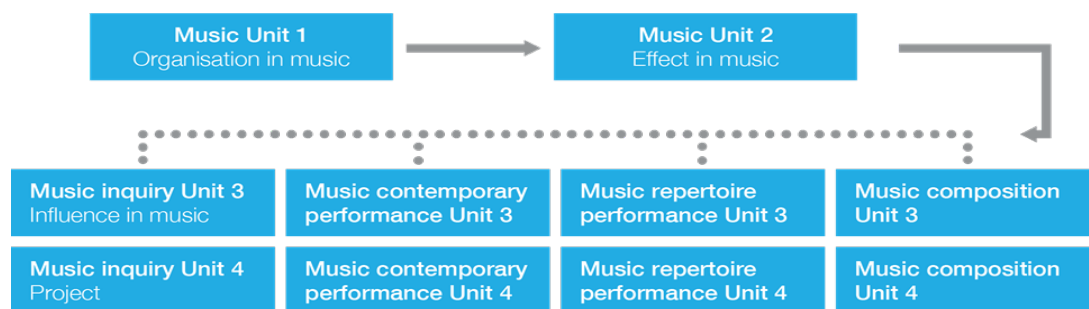 Music Unit 1
Organisation in music
Music Unit 2
Effect in music
Music inquiry Unit 3
Influence in music
Music contemporary
performance Unit 3
Music repertoire
performance Unit 3
Music composition
Unit 3
Music inquiry Unit 4
Project
Music contemporary
performance Unit 4
Music repertoire
performance Unit 4
Music composition
Unit 4